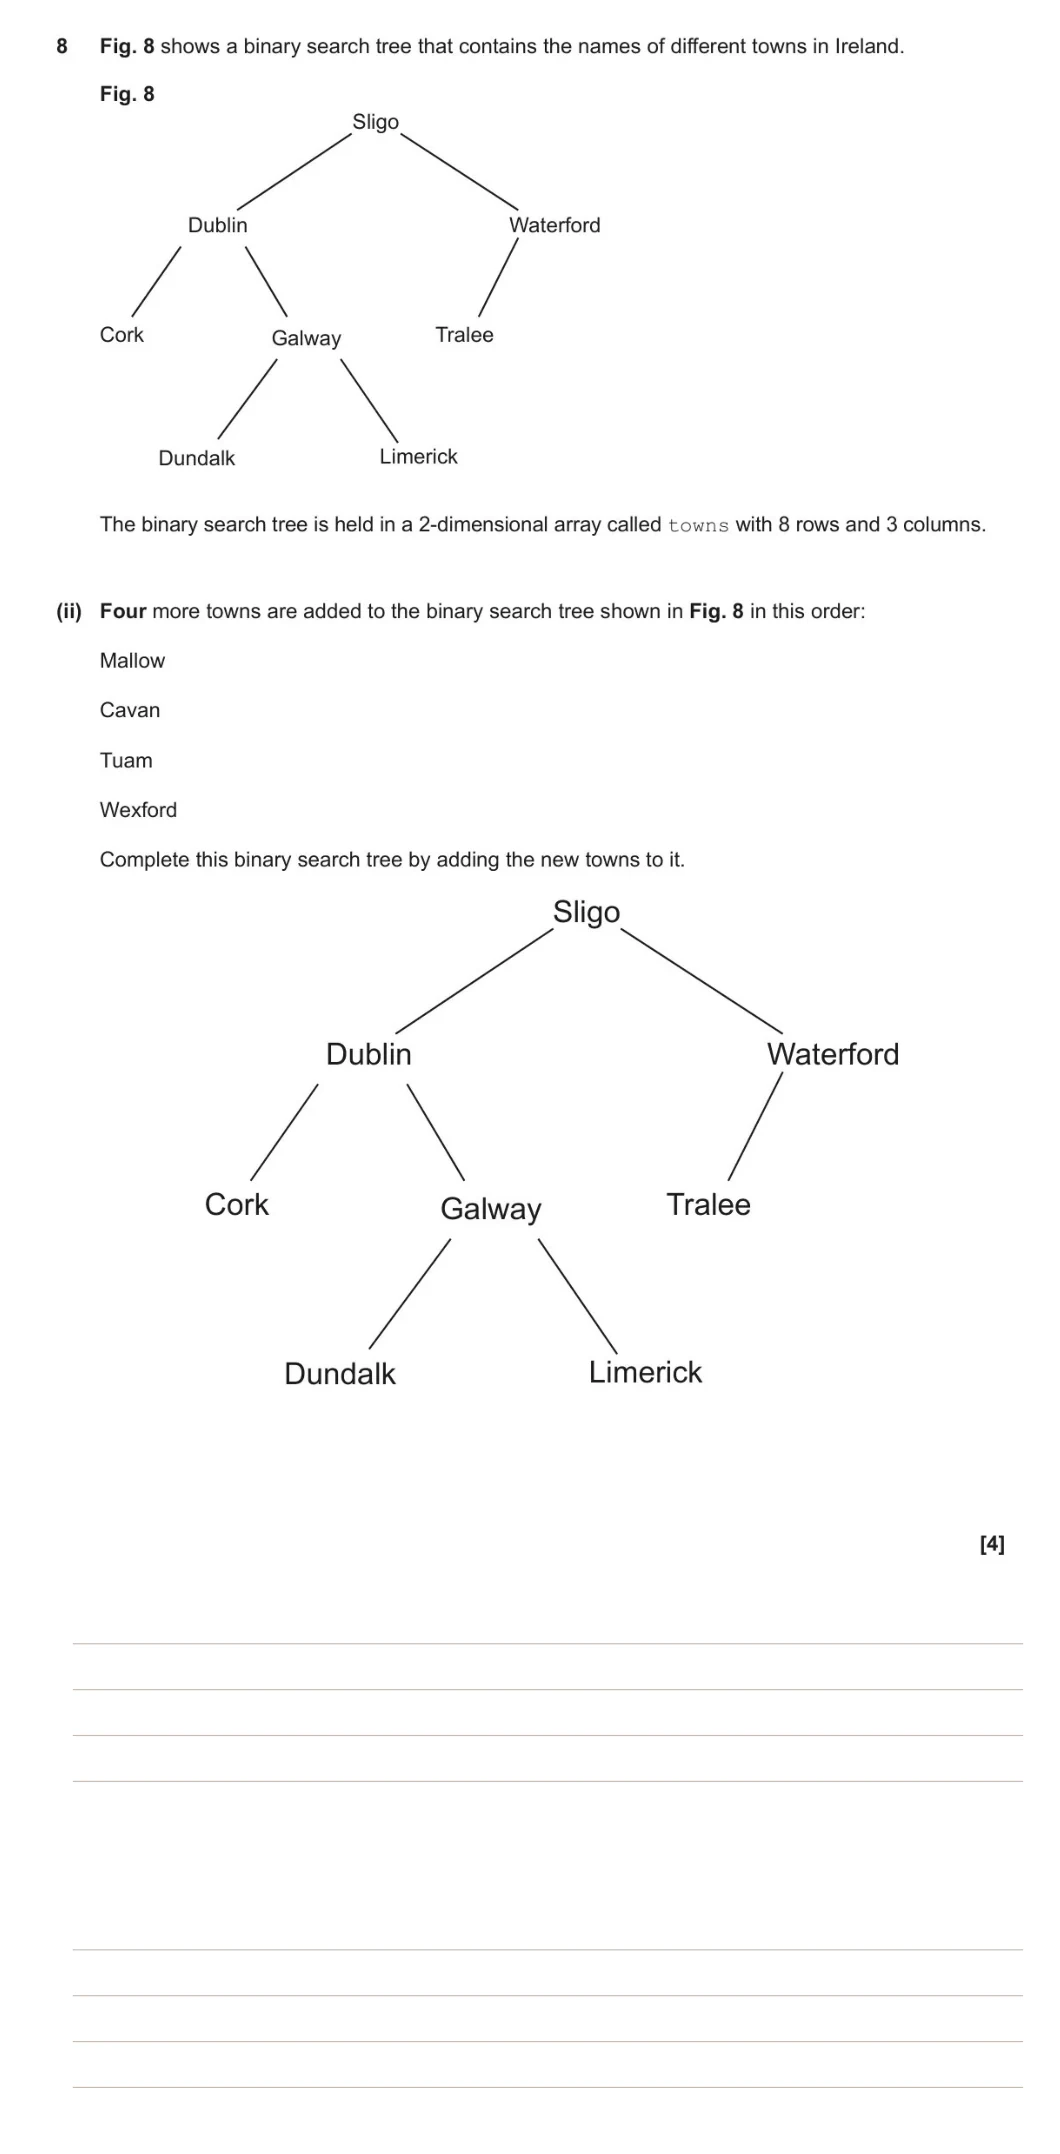 8 Fig. 8 shows a binary search tree that contains the names of different towns in Ireland.
Fig. 8
Sligo
Dublin Waterford
Cork Galway Tralee
Dundalk Limerick
The binary search tree is held in a 2-dimensional array called towns with 8 rows and 3 columns.
(ii) Four more towns are added to the binary search tree shown in Fig. 8 in this order:
Mallow
Cavan
Tuam
Wexford
Complete this binary search tree by adding the new towns to it.
Sligo
Dublin Waterford
Cork Galway Tralee
Dundalk Limerick
[4]